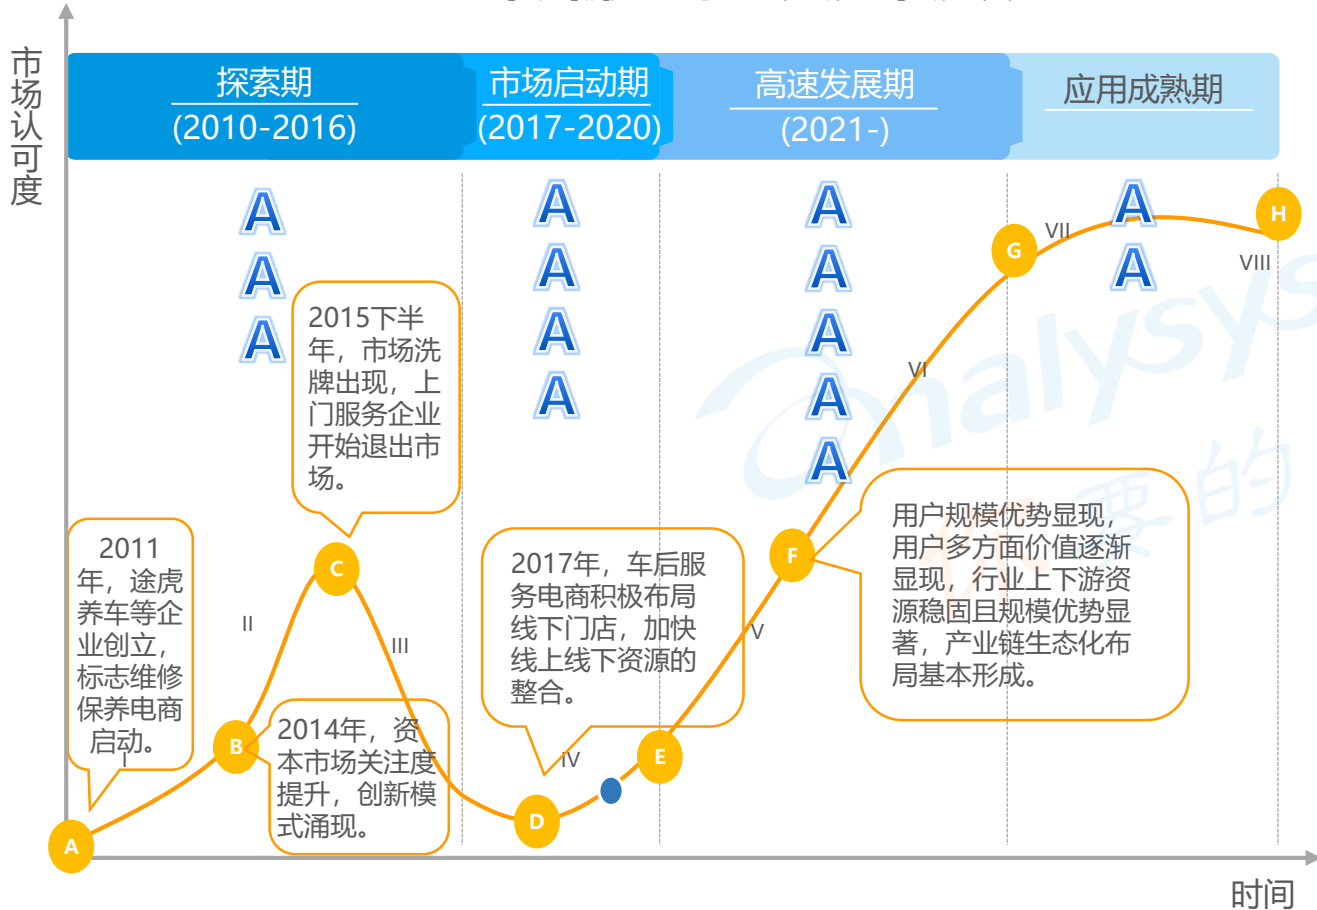 市场认可度
探索期
(2010-2016)
市场启动期
(2017-2020)
高速发展期
(2021-)
应用成熟期
A
A
A
A
A
A
A
A
A
A
A
A
A
A
2015下半
年，市场洗
牌出现，上
门服务企业
开始退出市
场。
2011
年，途虎
养车等企
业创立，
标志维修
保养电商
启动。
2014年，资
本市场关注度
提升，创新模
式涌现。
2017年，车后服
务电商积极布局
线下门店，加快
线上线下资源的
整合。
用户规模优势显现，
用户多方面价值逐渐
显现，行业上下游资
源稳固且规模优势显
著，产业链生态化布
局基本形成。
A
I
B
II
C
III
D
IV
E
V
F
VI
G
VII
H
VIII
时间
analysys
你要的